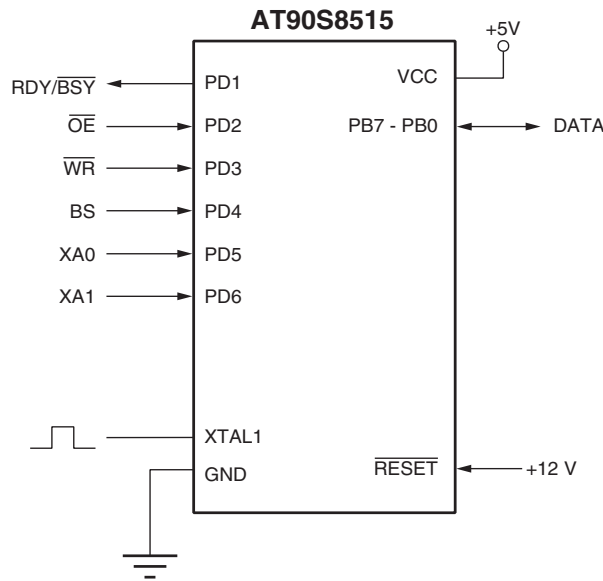 AT90S8515
+5V
RDY/BSY PD1 VCC
OE PD2 PB7 - PB0 DATA
WR PD3
BS PD4
XA0 PD5
XA1 PD6
XTAL1
GND RESET +12 V